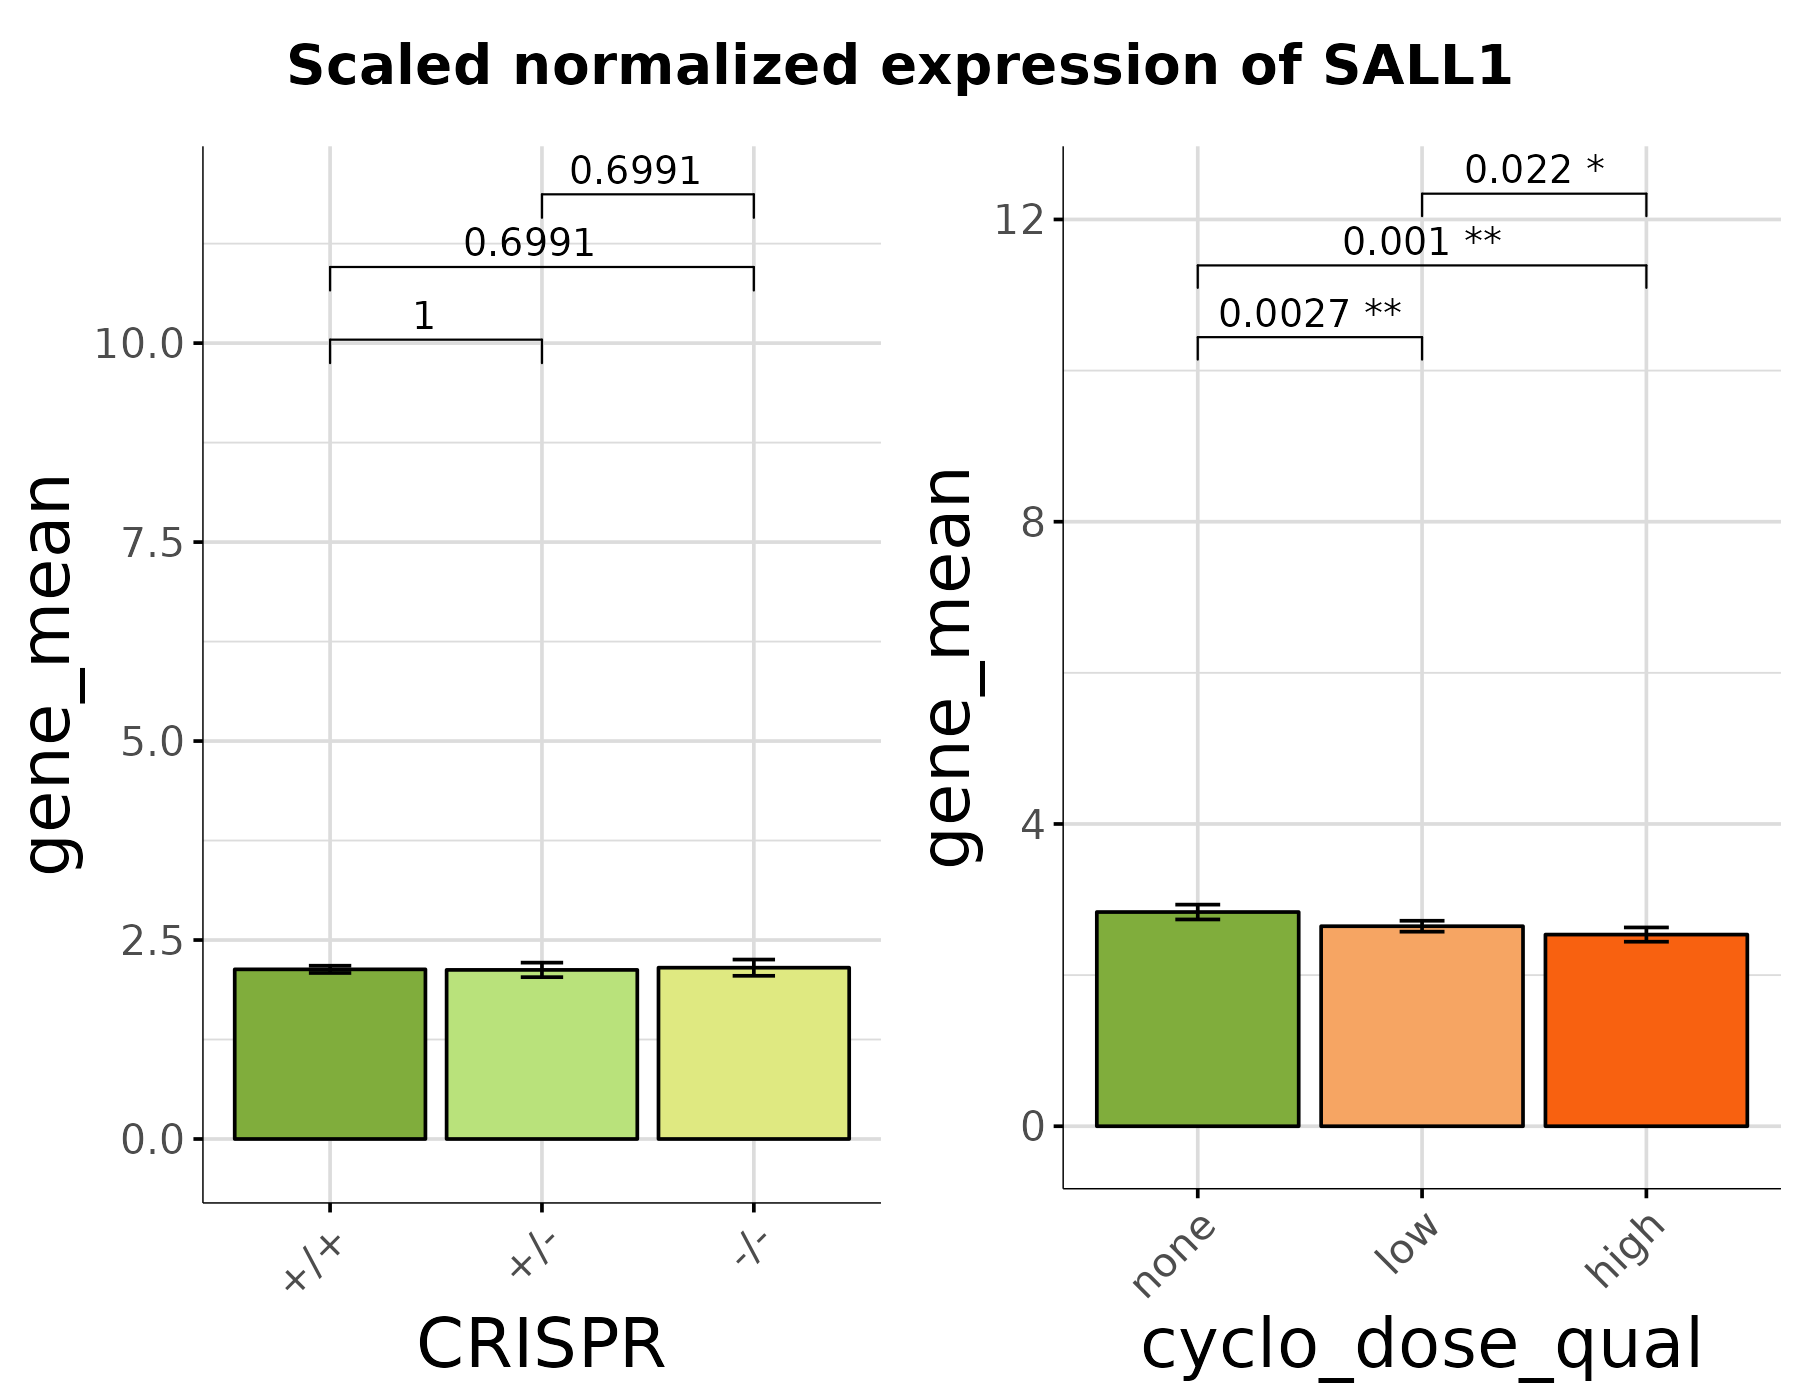 Scaled normalized expression of SALL1
gene_mean
10.0
7.5
5.0
2.5
0.0
0.6991
0.6991
1
+/+
+/-
-/-
CRISPR
gene_mean
12
8
4
0
0.022 *
0.001 **
0.0027 **
none
low
high
cyclo_dose_qual